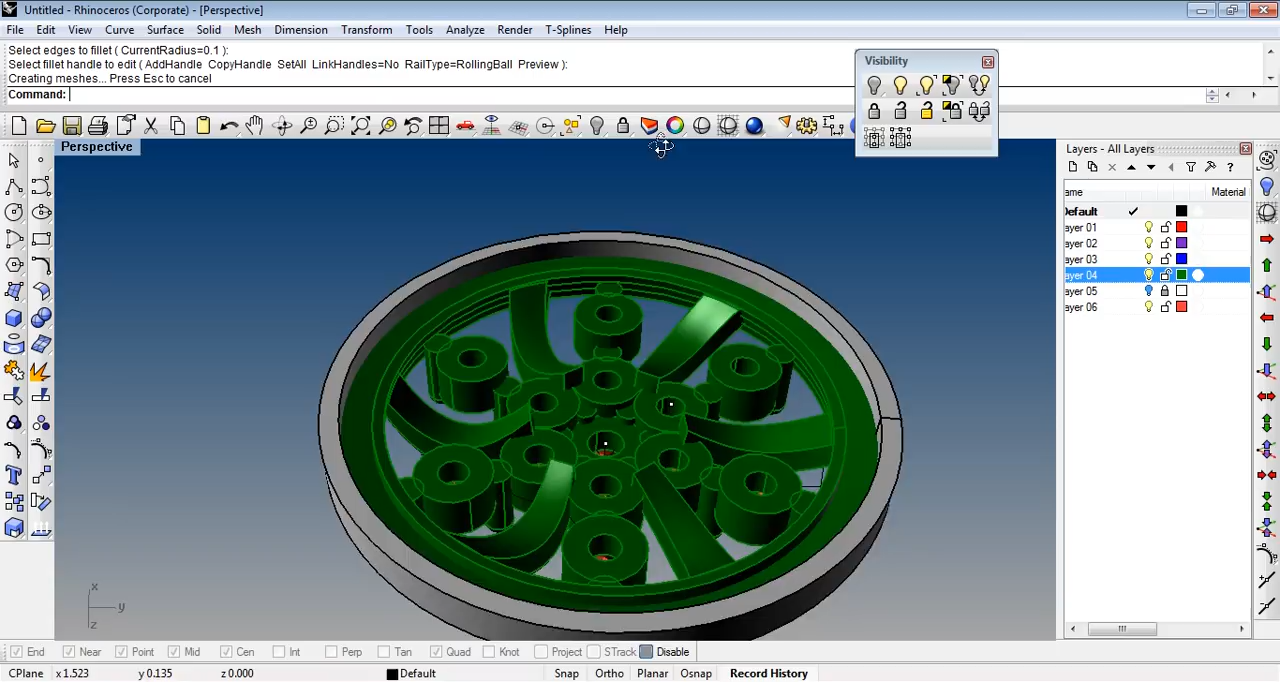 Untitled - Rhinoceros (Corporate) - [Perspective]
File Edit View Curve Surface Solid Mesh Dimension Transform Tools Analyze Render T-Splines Help
Select edges to fillet ( CurrentRadius=0.1 ):
Select fillet handle to edit ( AddHandle CopyHandle SetAll LinkHandles=No RailType=RollingBall Preview ):
Creating meshes... Press Esc to cancel
Command:
Visibility
Perspective
Layers - All Layers
ame Material
Default
ayer 01
ayer 02
ayer 03
ayer 04
ayer 05
ayer 06
x
y
z
End Near Point Mid Cen Int Perp Tan Quad Knot Project STrack Disable
CPlane x 1.523 y 0.135 z 0.000 Default Snap Ortho Planar Osnap Record History